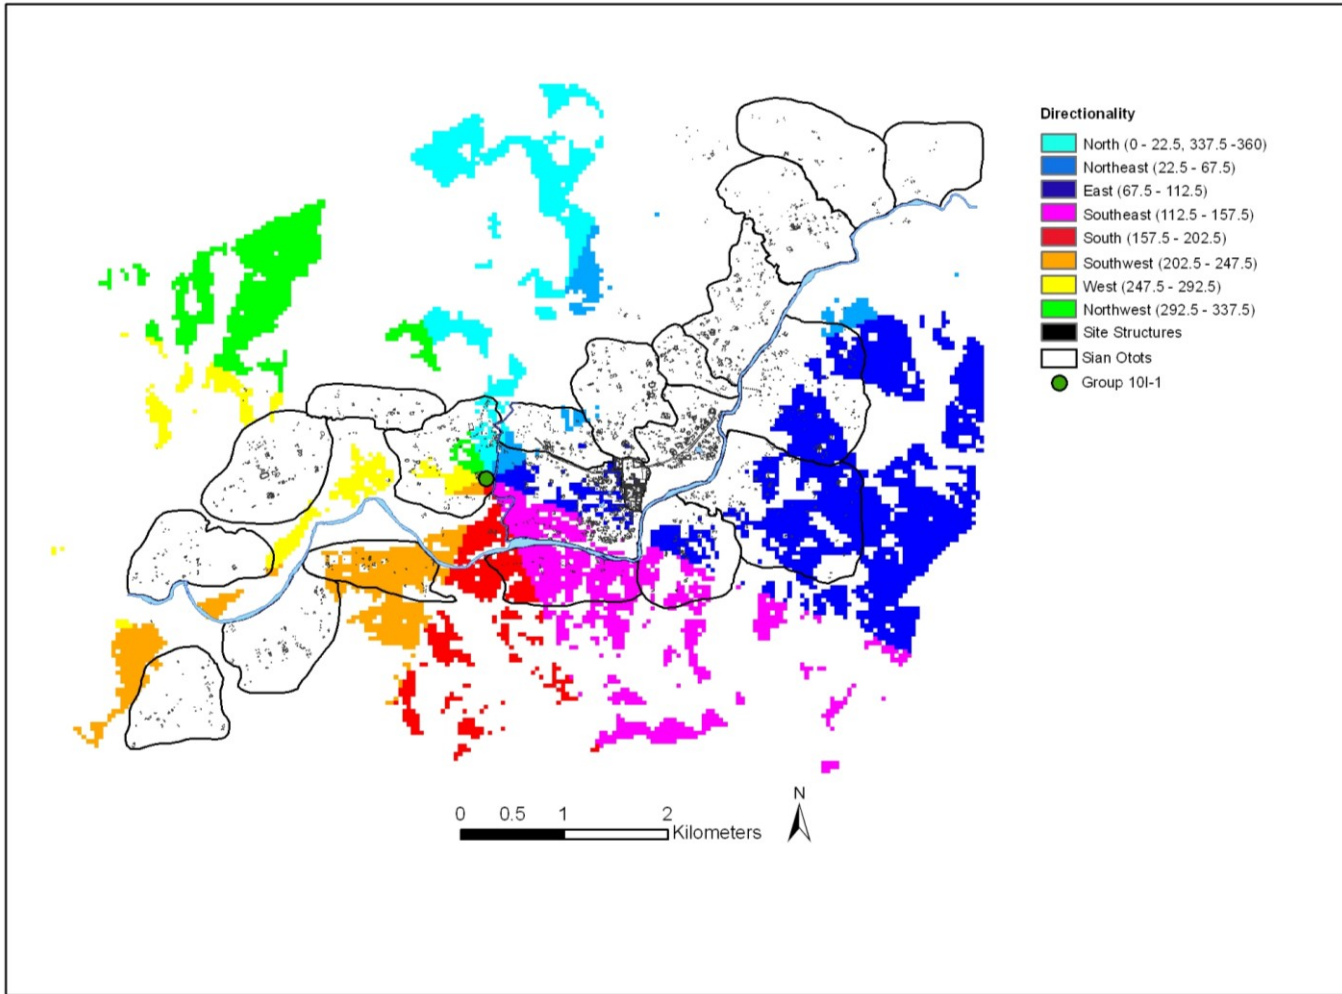 Directionality
North (0 - 22.5, 337.5 -360)
Northeast (22.5 - 67.5)
East (67.5 - 112.5)
Southeast (112.5 - 157.5)
South (157.5 - 202.5)
Southwest (202.5 - 247.5)
West (247.5 - 292.5)
Northwest (292.5 - 337.5)
Site Structures
Sian Otots
Group 10I-1
N
0 0.5 1 2
Kilometers